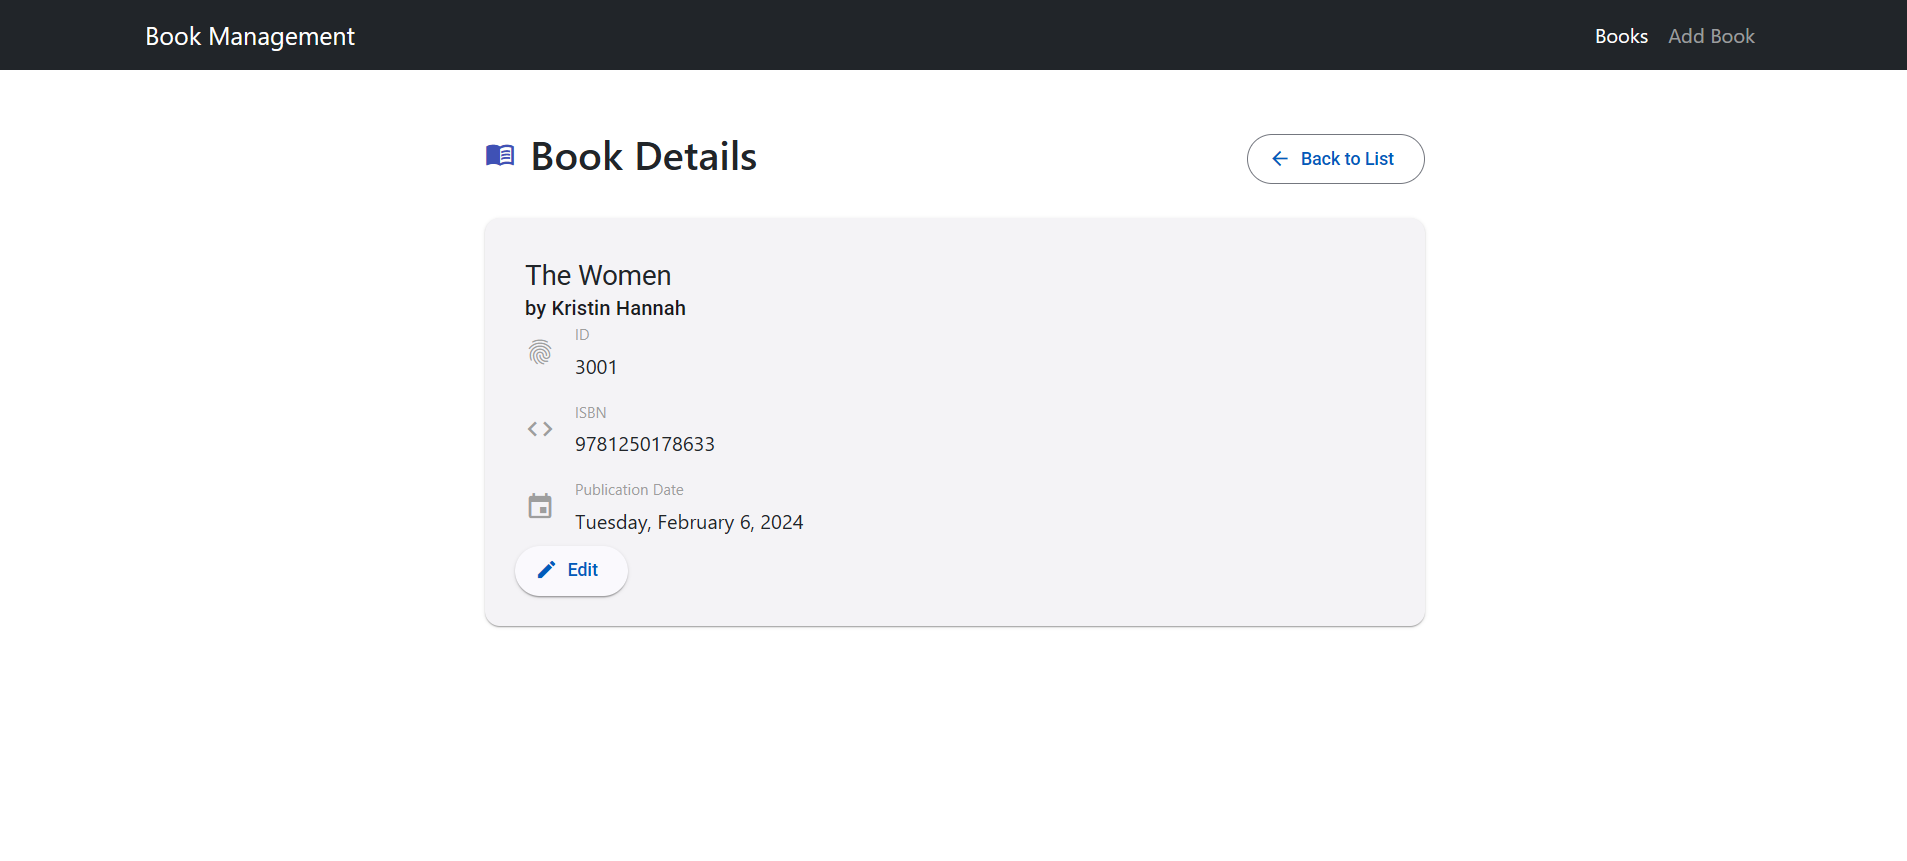 Book Management
Books Add Book
Book Details
Back to List
The Women
by Kristin Hannah
ID
3001
ISBN
9781250178633
Publication Date
Tuesday, February 6, 2024
Edit